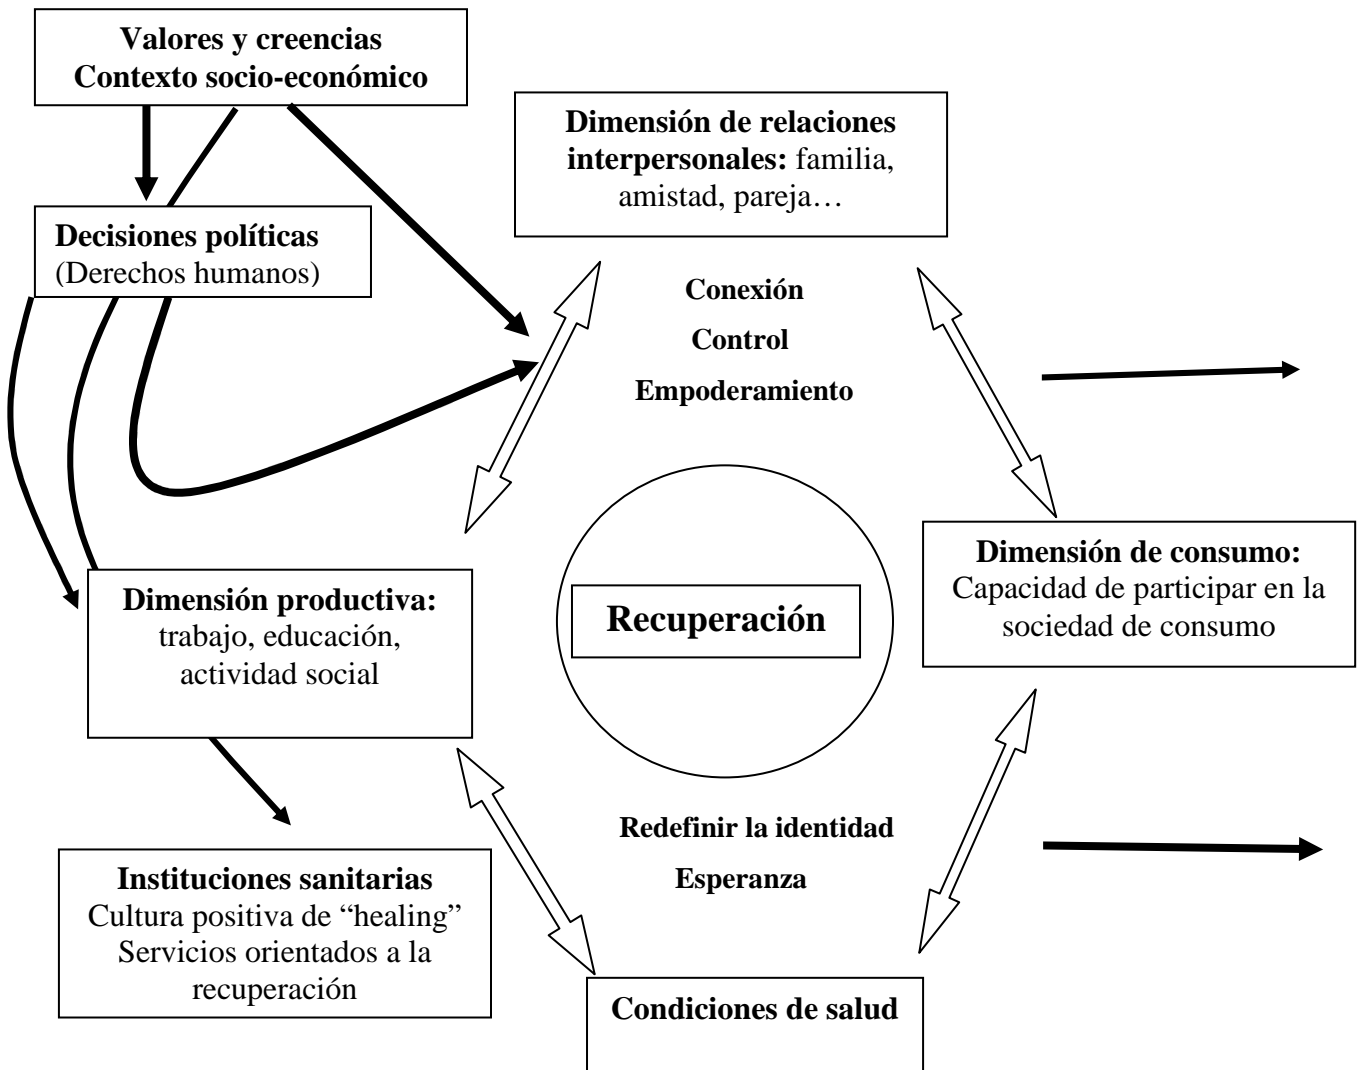 Valores y creencias
Contexto socio-económico
Dimensión de relaciones
interpersonales: familia,
amistad, pareja…
Decisiones políticas
(Derechos humanos)
Conexión
Control
Empoderamiento
Dimensión de consumo:
Capacidad de participar en la
sociedad de consumo
Dimensión productiva:
trabajo, educación,
actividad social
Recuperación
Redefinir la identidad
Esperanza
Instituciones sanitarias
Cultura positiva de “healing”
Servicios orientados a la
recuperación
Condiciones de salud